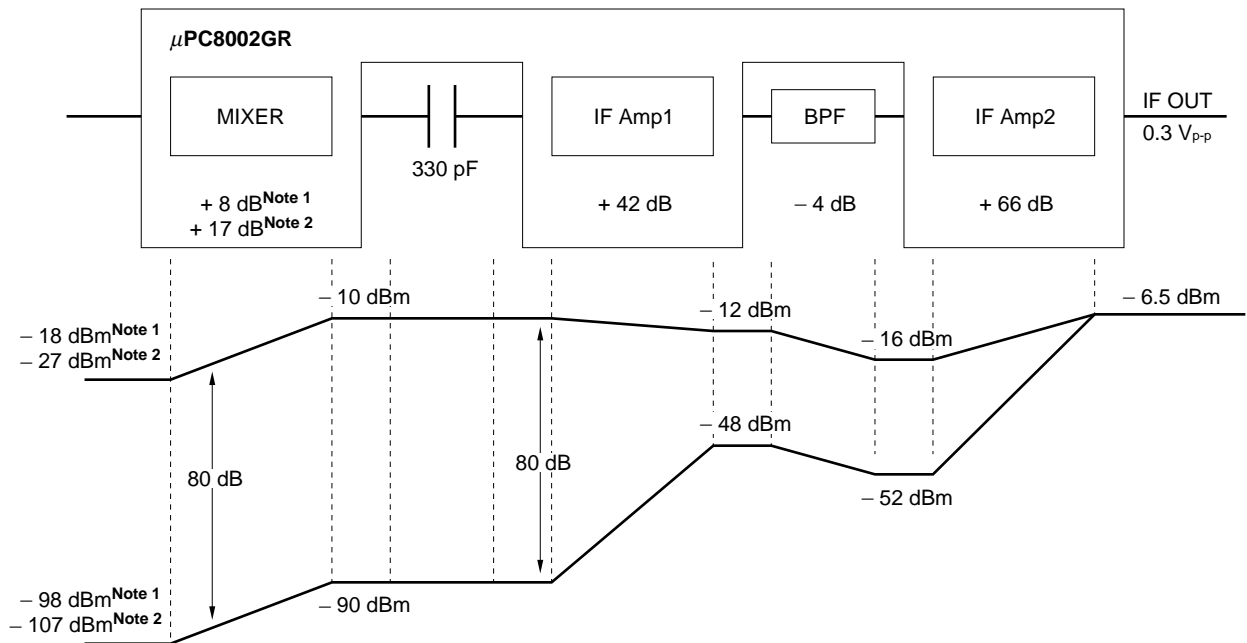 μPC8002GR
MIXER
330 pF
IF Amp1
BPF
IF Amp2
IF OUT
0.3 Vp-p
+ 8 dBNote 1
+ 17 dBNote 2
+ 42 dB
− 4 dB
+ 66 dB
− 10 dBm
− 18 dBmNote 1
− 27 dBmNote 2
− 12 dBm
− 16 dBm
− 6.5 dBm
80 dB
80 dB
− 48 dBm
− 52 dBm
− 98 dBmNote 1
− 107 dBmNote 2
− 90 dBm